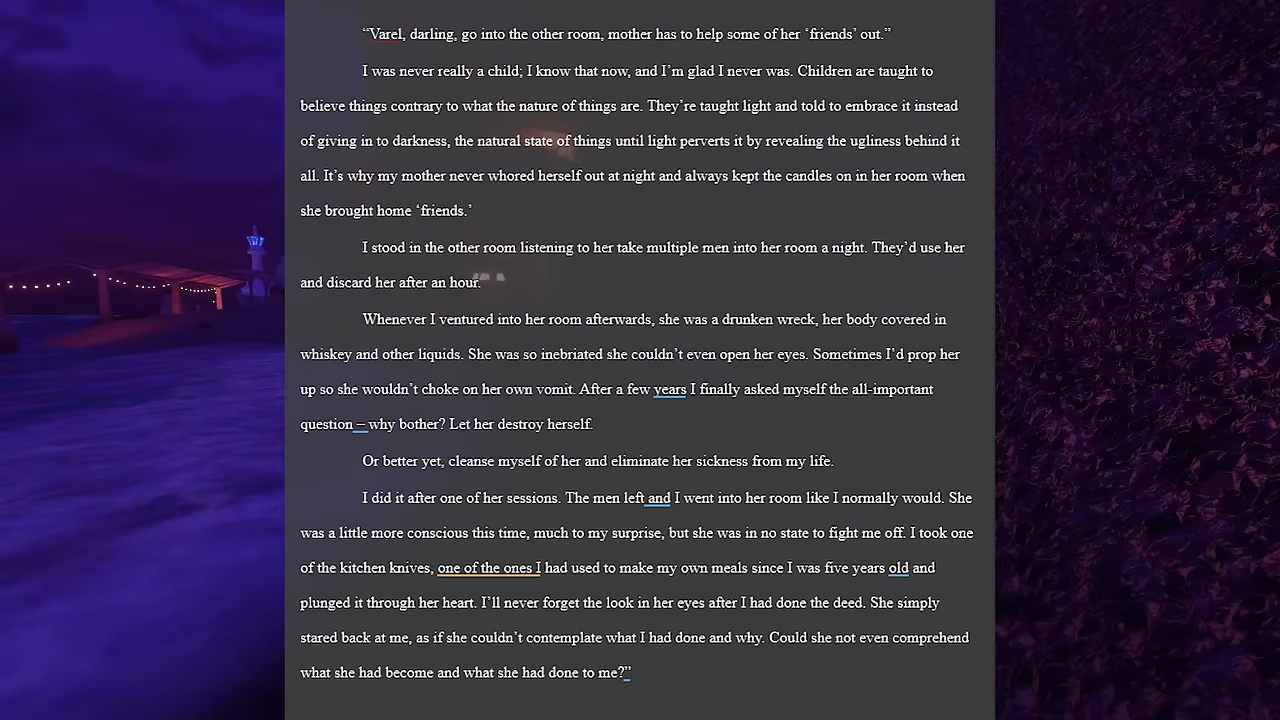 “Varel, darling, go into the other room, mother has to help some of her ‘friends’ out.”
I was never really a child; I know that now, and I’m glad I never was. Children are taught to
believe things contrary to what the nature of things are. They’re taught light and told to embrace it instead
of giving in to darkness, the natural state of things until light perverts it by revealing the ugliness behind it
all. It’s why my mother never whored herself out at night and always kept the candles on in her room when
she brought home ‘friends.’
I stood in the other room listening to her take multiple men into her room a night. They’d use her
and discard her after an hour.
Whenever I ventured into her room afterwards, she was a drunken wreck, her body covered in
whiskey and other liquids. She was so inebriated she couldn’t even open her eyes. Sometimes I’d prop her
up so she wouldn’t choke on her own vomit. After a few years I finally asked myself the all-important
question – why bother? Let her destroy herself.
Or better yet, cleanse myself of her and eliminate her sickness from my life.
I did it after one of her sessions. The men left and I went into her room like I normally would. She
was a little more conscious this time, much to my surprise, but she was in no state to fight me off. I took one
of the kitchen knives, one of the ones I had used to make my own meals since I was five years old and
plunged it through her heart. I’ll never forget the look in her eyes after I had done the deed. She simply
stared back at me, as if she couldn’t contemplate what I had done and why. Could she not even comprehend
what she had become and what she had done to me?”